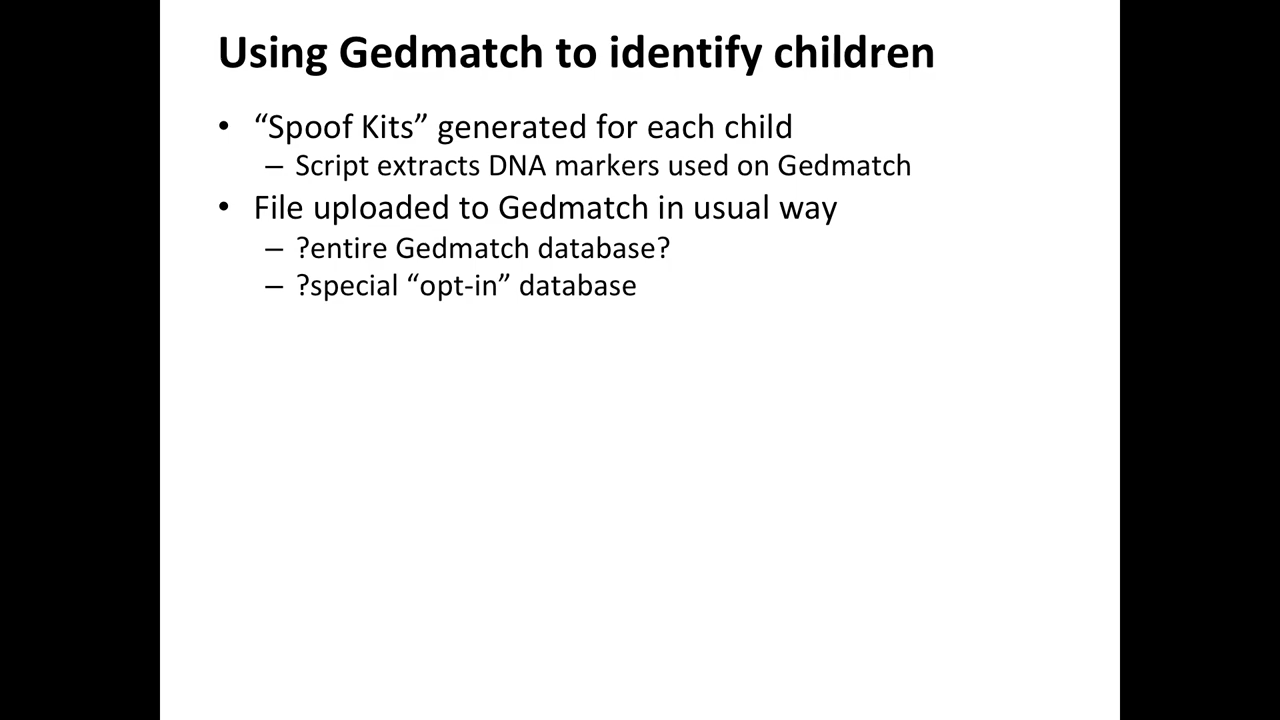 Using Gedmatch to identify children
• “Spoof Kits” generated for each child
– Script extracts DNA markers used on Gedmatch
• File uploaded to Gedmatch in usual way
– ?entire Gedmatch database?
– ?special “opt-in” database